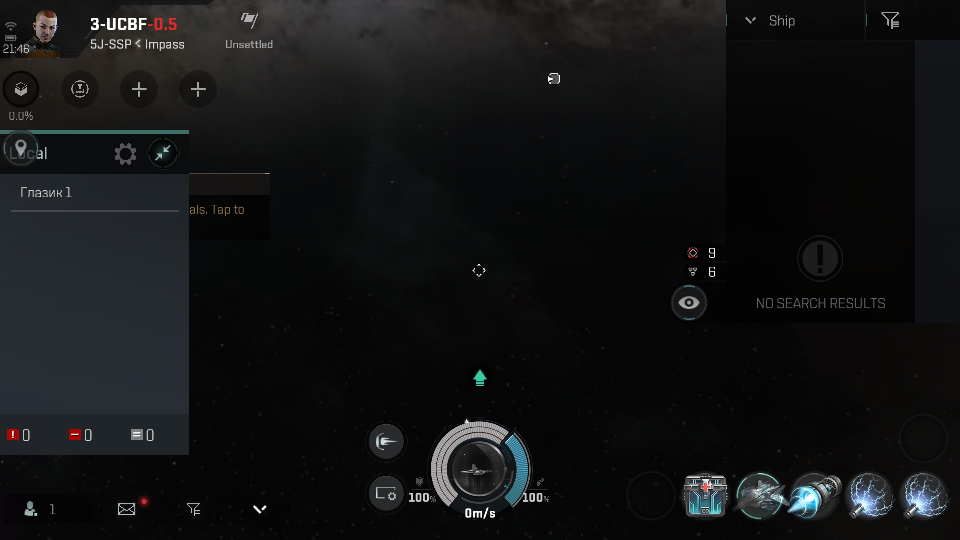 3-UCBF-0.5
5J-SSP < Impass
21:46
Unsettled
Ship
0.0%
Local
Глазик 1
als. Tap to
9
6
NO SEARCH RESULTS
0
0
0
1
100%
100%
0m/s